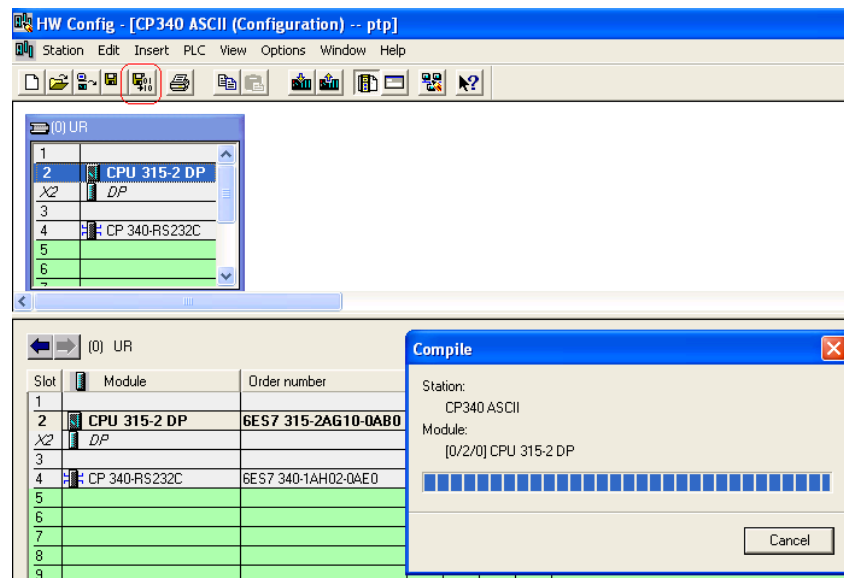 HW Config - [CP340 ASCII (Configuration) -- ptp]
Station Edit Insert PLC View Options Window Help
(0) UR
1
2 CPU 315-2 DP
X2 DP
3
4 CP 340-RS232C
5
6
7
(0) UR
Slot Module Order number
1
2 CPU 315-2 DP 6ES7 315-2AG10-0AB0
X2 DP
3
4 CP 340-RS232C 6ES7 340-1AH02-0AE0
5
6
7
8
9
Compile
Station:
CP340 ASCII
Module:
[0/2/0] CPU 315-2 DP
Cancel